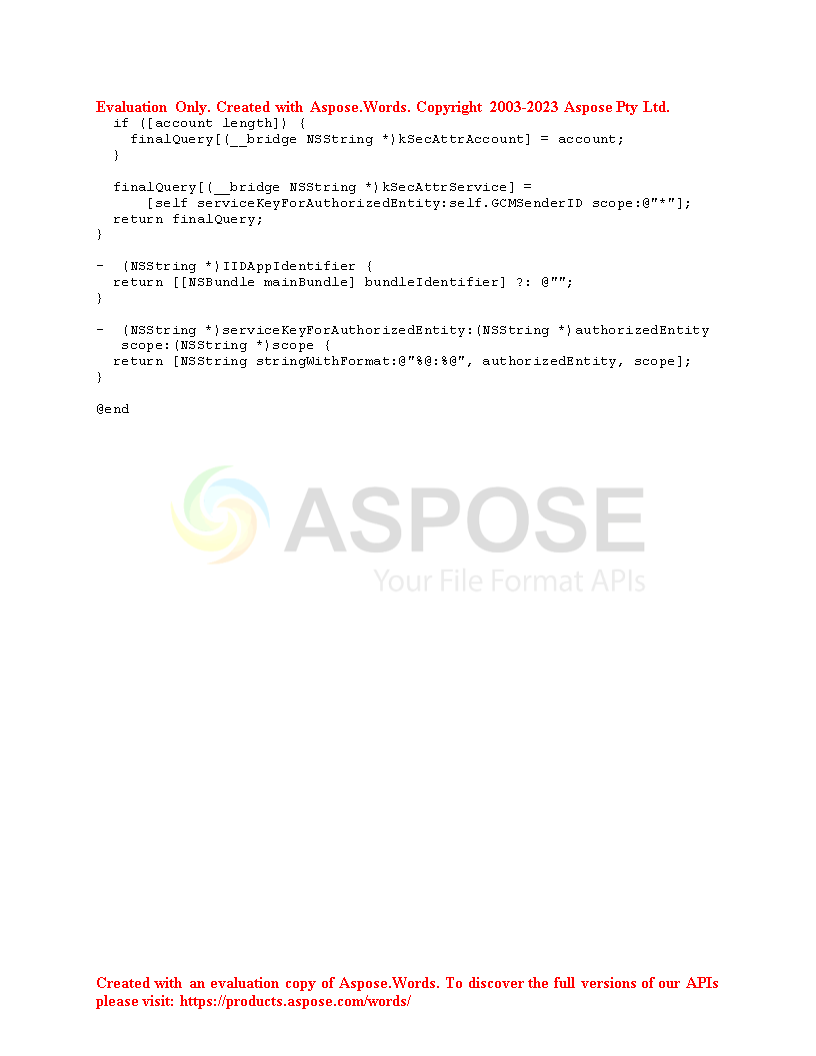 Evaluation Only. Created with Aspose.Words. Copyright 2003-2023 Aspose Pty Ltd.
  if ([account length]) {
    finalQuery[(__bridge NSString *)kSecAttrAccount] = account;
  }

  finalQuery[(__bridge NSString *)kSecAttrService] =
      [self serviceKeyForAuthorizedEntity:self.GCMSenderID scope:@"*"];
  return finalQuery;
}

-  (NSString *)IIDAppIdentifier {
  return [[NSBundle mainBundle] bundleIdentifier] ?: @"";
}

-  (NSString *)serviceKeyForAuthorizedEntity:(NSString *)authorizedEntity
   scope:(NSString *)scope {
  return [NSString stringWithFormat:@"%@:%@", authorizedEntity, scope];
}

@end
ASPOSE
Your File Format APIs
Created with an evaluation copy of Aspose.Words. To discover the full versions of our APIs
please visit: https://products.aspose.com/words/